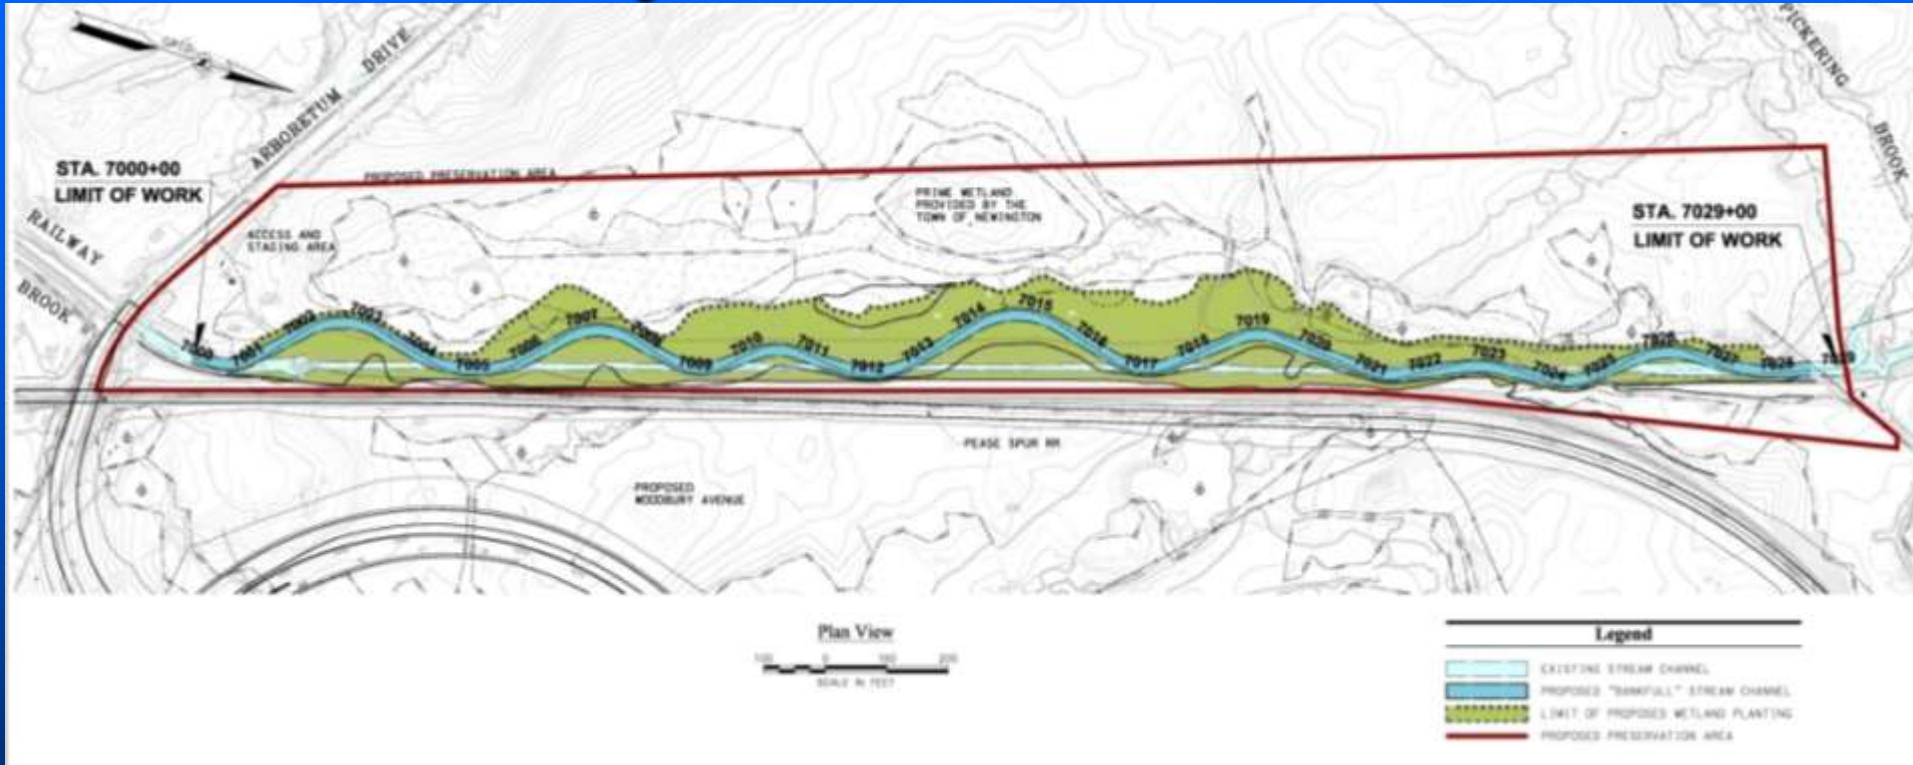 ARBORETUM DRIVE
PICKERING BROOK
STA. 7000+00
LIMIT OF WORK
PROPOSED PRESERVATION AREA
PRIME WETLAND
PROVIDED BY THE
TOWN OF NEWINGTON
STA. 7029+00
LIMIT OF WORK
RAILWAY
BROOK
ACCESS AND
STAGING AREA
7000
7001
7002
7003
7004
7005
7006
7007
7008
7009
7010
7011
7012
7013
7014
7015
7016
7017
7018
7019
7020
7021
7022
7023
7024
7025
7026
7027
7028
7029
PEASE SPUR RR
PROPOSED
WOODBURY AVENUE
Plan View
100 0 100 200
SCALE IN FEET
Legend
EXISTING STREAM CHANNEL
PROPOSED "BANKFULL" STREAM CHANNEL
LIMIT OF PROPOSED WETLAND PLANTING
PROPOSED PRESERVATION AREA